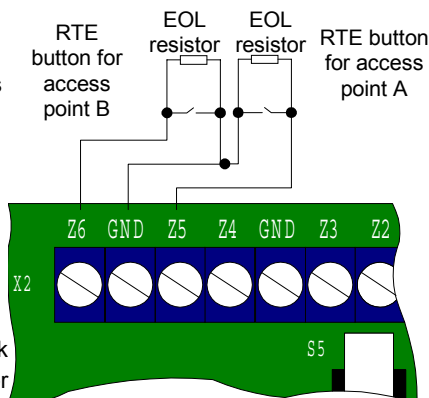 RTE
button for
access
point B
EOL
resistor
EOL
resistor
RTE button
for access
point A
s
Z6 GND Z5 Z4 GND Z3 Z2
X2
S5
k
r